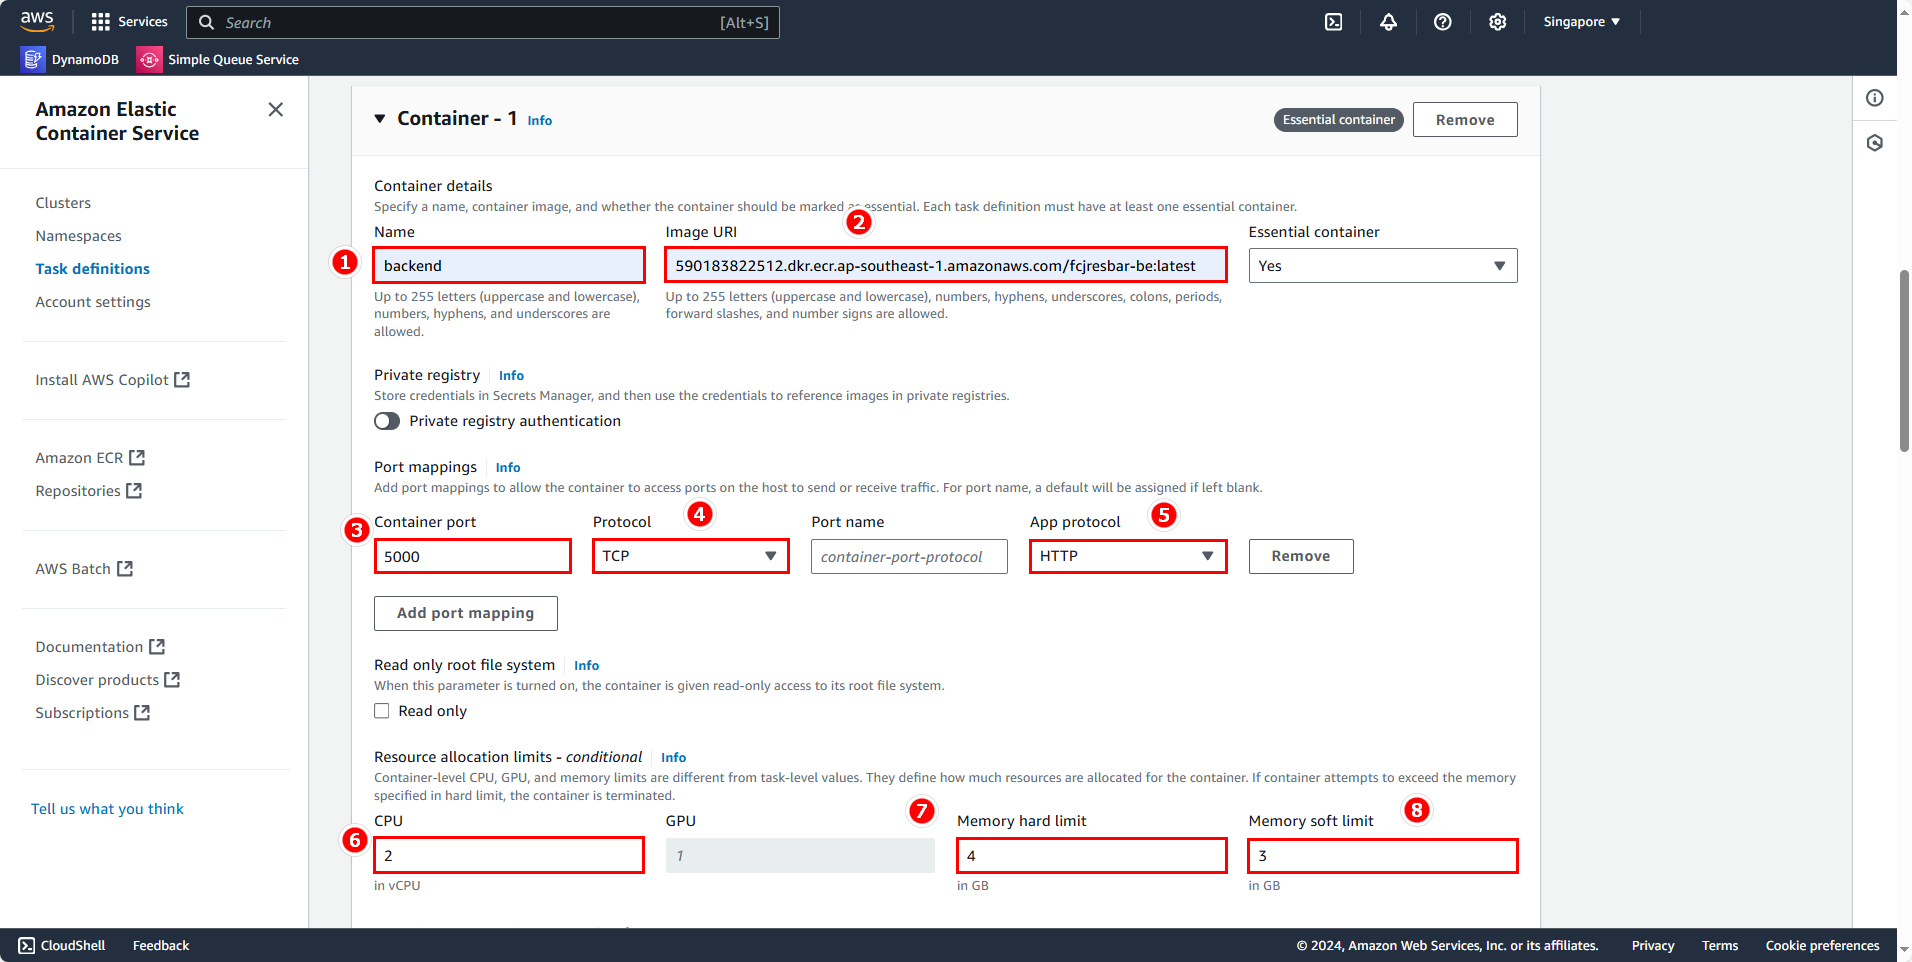 aws
Services
Search
[Alt+S]
Singapore
DynamoDB
Simple Queue Service
Amazon Elastic
Container Service
Clusters
Namespaces
Task definitions
Account settings
Install AWS Copilot
Amazon ECR
Repositories
AWS Batch
Documentation
Discover products
Subscriptions
Tell us what you think
Container - 1 Info
Essential container
Remove
Container details
Specify a name, container image, and whether the container should be marked as essential. Each task definition must have at least one essential container.
2
Name
Image URI
Essential container
1
backend
590183822512.dkr.ecr.ap-southeast-1.amazonaws.com/fcjresbar-be:latest
Yes
Up to 255 letters (uppercase and lowercase),
numbers, hyphens, and underscores are
allowed.
Up to 255 letters (uppercase and lowercase), numbers, hyphens, underscores, colons, periods,
forward slashes, and number signs are allowed.
Private registry Info
Store credentials in Secrets Manager, and then use the credentials to reference images in private registries.
Private registry authentication
Port mappings Info
Add port mappings to allow the container to access ports on the host to send or receive traffic. For port name, a default will be assigned if left blank.
3
Container port
Protocol
4
Port name
App protocol
5
5000
TCP
container-port-protocol
HTTP
Remove
Add port mapping
Read only root file system Info
When this parameter is turned on, the container is given read-only access to its root file system.
Read only
Resource allocation limits - conditional Info
Container-level CPU, GPU, and memory limits are different from task-level values. They define how much resources are allocated for the container. If container attempts to exceed the memory
specified in hard limit, the container is terminated.
CPU
GPU
7
Memory hard limit
Memory soft limit
8
6
2
1
4
3
in vCPU
in GB
in GB
CloudShell
Feedback
© 2024, Amazon Web Services, Inc. or its affiliates.
Privacy
Terms
Cookie preferences